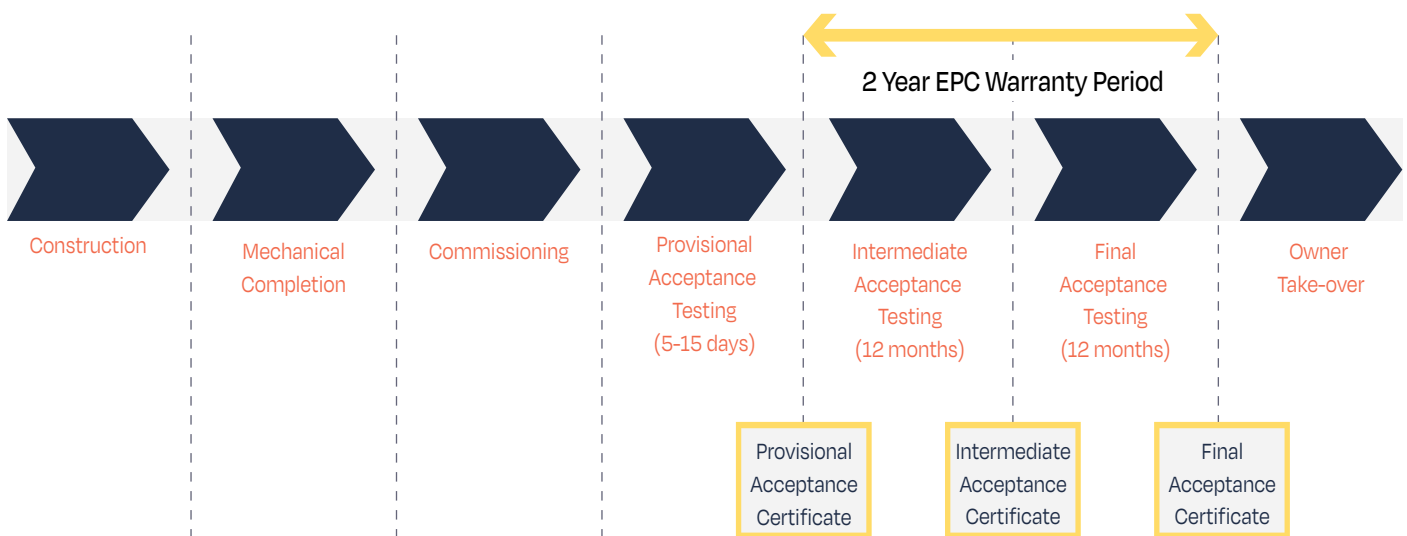 2 Year EPC Warranty Period
Construction
Mechanical
Completion
Commissioning
Provisional
Acceptance
Testing
(5-15 days)
Intermediate
Acceptance
Testing
(12 months)
Final
Acceptance
Testing
(12 months)
Owner
Take-over
Provisional
Acceptance
Certificate
Intermediate
Acceptance
Certificate
Final
Acceptance
Certificate